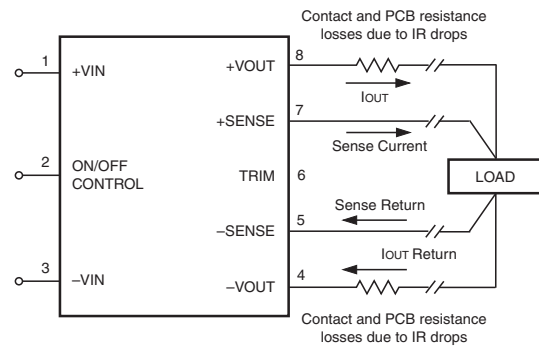 Contact and PCB resistance
losses due to IR drops
1
+VIN
+VOUT
8
IOUT
+SENSE
7
Sense Current
2
ON/OFF
CONTROL
TRIM
6
LOAD
Sense Return
–SENSE
5
IOUT Return
3
–VIN
–VOUT
4
Contact and PCB resistance
losses due to IR drops